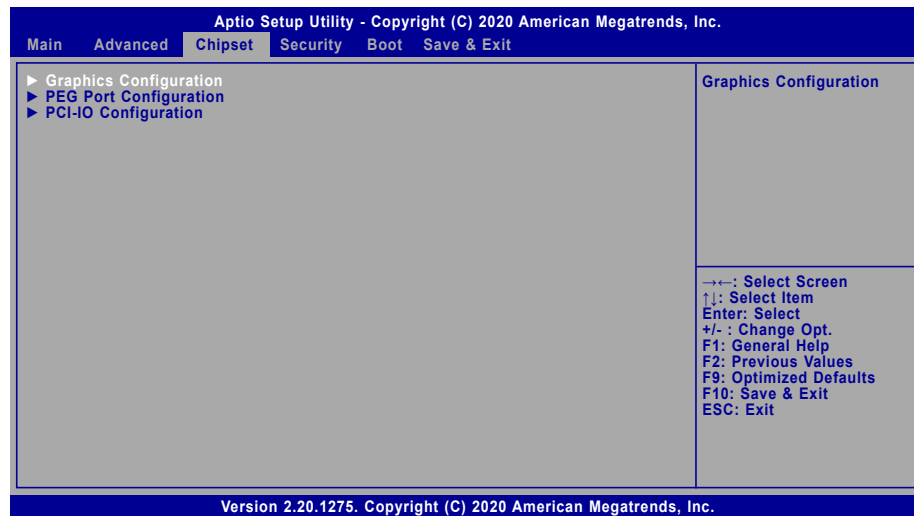 Aptio Setup Utility - Copyright (C) 2020 American Megatrends, Inc.
Main Advanced Chipset Security Boot Save & Exit
► Graphics Configuration
► PEG Port Configuration
► PCI-IO Configuration
Graphics Configuration
→←: Select Screen
↑↓: Select Item
Enter: Select
+/- : Change Opt.
F1: General Help
F2: Previous Values
F9: Optimized Defaults
F10: Save & Exit
ESC: Exit
Version 2.20.1275. Copyright (C) 2020 American Megatrends, Inc.